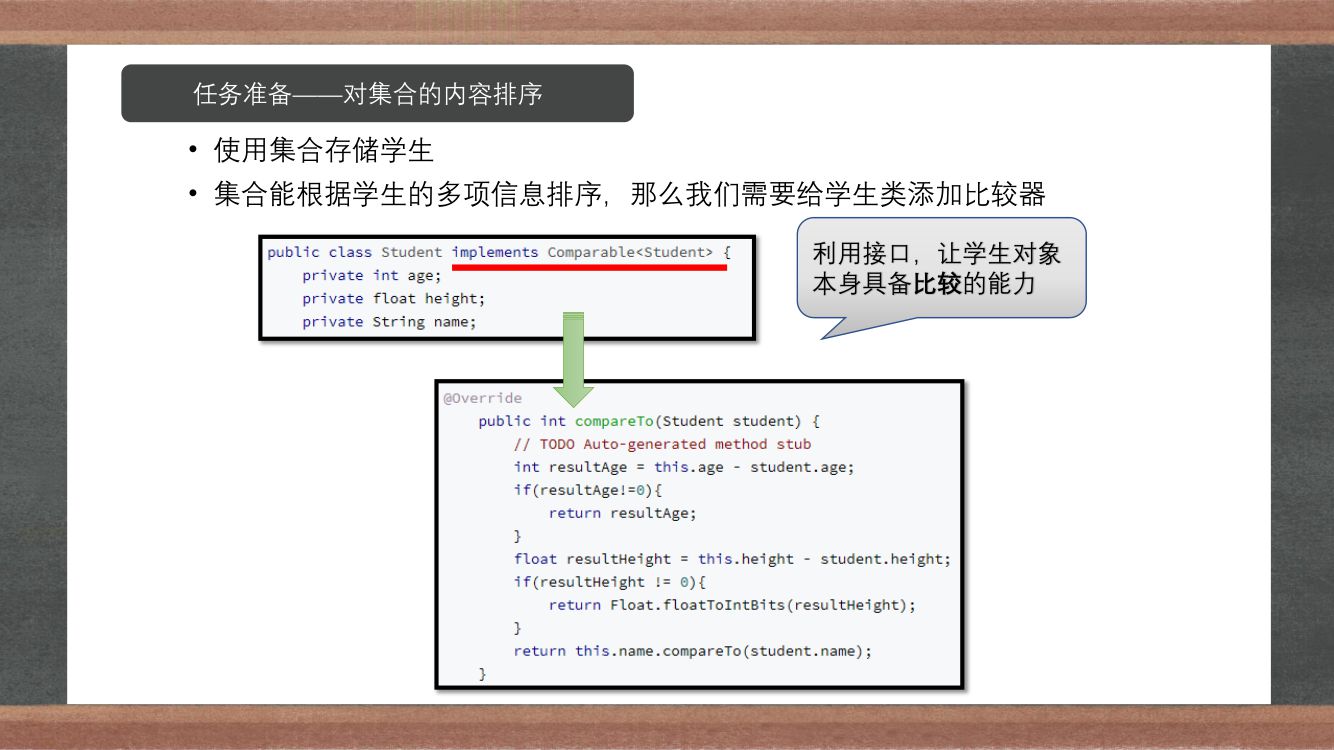 任务准备——对集合的内容排序
• 使用集合存储学生
• 集合能根据学生的多项信息排序，那么我们需要给学生类添加比较器
利用接口，让学生对象
本身具备比较的能力
public class Student implements Comparable<Student> {
    private int age;
    private float height;
    private String name;
@Override
    public int compareTo(Student student) {
        // TODO Auto-generated method stub
        int resultAge = this.age - student.age;
        if(resultAge!=0){
            return resultAge;
        }
        float resultHeight = this.height - student.height;
        if(resultHeight != 0){
            return Float.floatToIntBits(resultHeight);
        }
        return this.name.compareTo(student.name);
    }